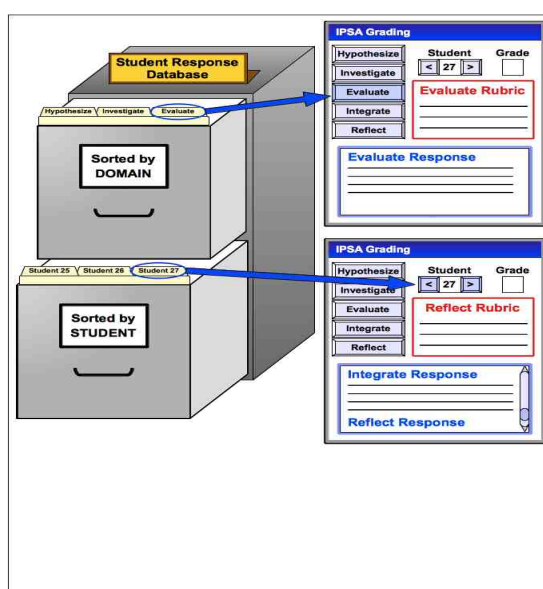 Student Response
Database
Hypothesize Investigate Evaluate
Sorted by
DOMAIN
Student 25 Student 26 Student 27
Sorted by
STUDENT
IPSA Grading
Hypothesize
Investigate
Evaluate
Integrate
Reflect
Student
< 27 >
Grade
Evaluate Rubric
Evaluate Response
IPSA Grading
Hypothesize
Investigate
Evaluate
Integrate
Reflect
Student
< 27 >
Grade
Reflect Rubric
Integrate Response
Reflect Response